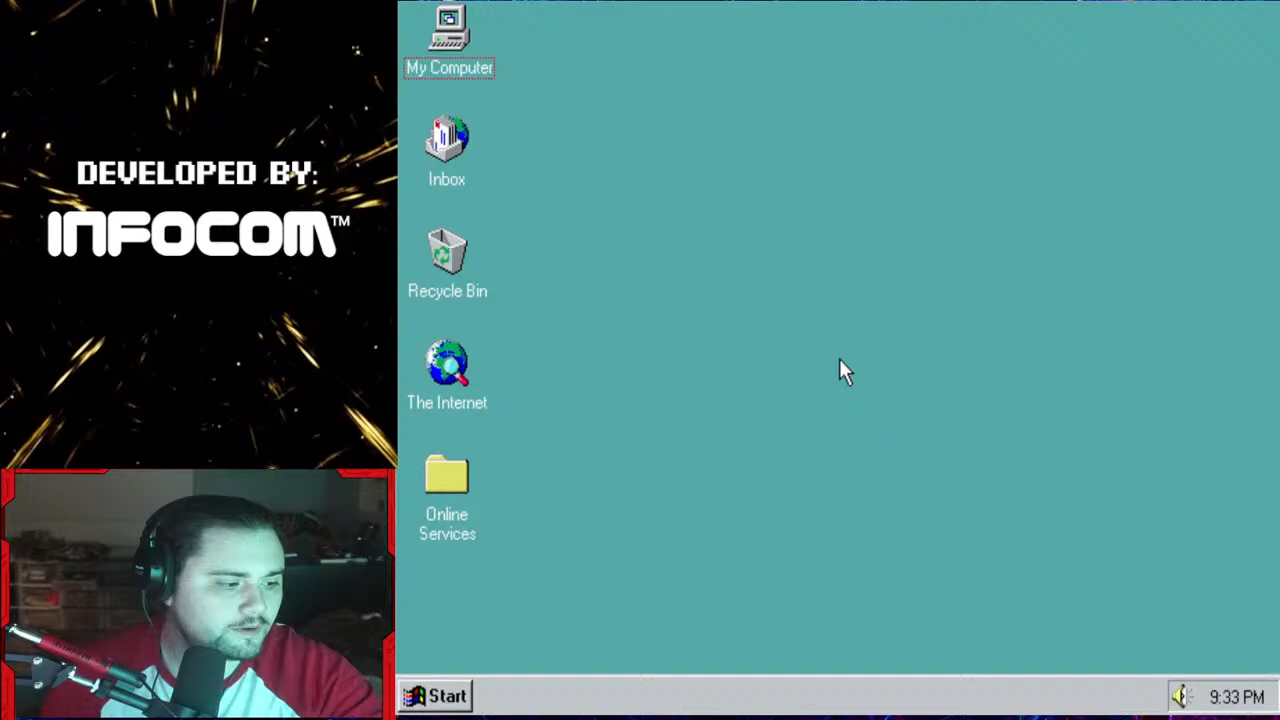 DEVELOPED BY:
INFOCOM™
My Computer
Inbox
Recycle Bin
The Internet
Online
Services
Start
9:33 PM